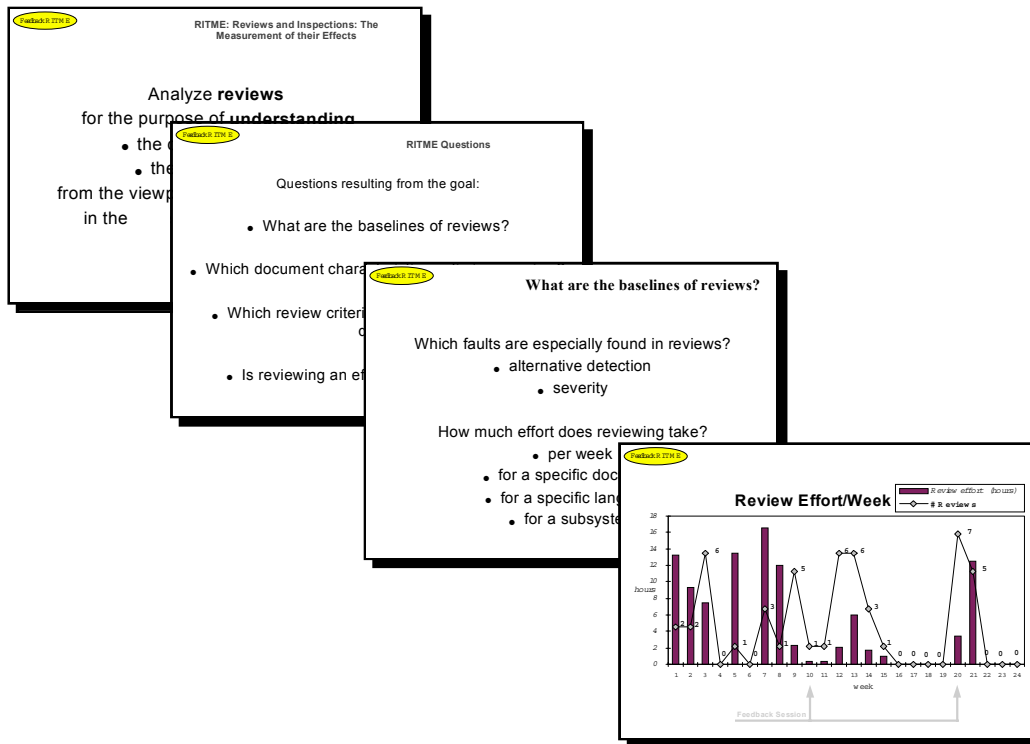 Feedback RITME
RITME: Reviews and Inspections: The
Measurement of their Effects
Analyze reviews
for the purpose of understanding
• the
• the
from the viewp
in the
Feedback RITME
RITME Questions
Questions resulting from the goal:
• What are the baselines of reviews?
• Which document chara
• Which review criteri
• Is reviewing an ef
Feedback RITME
What are the baselines of reviews?
Which faults are especially found in reviews?
• alternative detection
• severity
How much effort does reviewing take?
• per week
• for a specific doc
• for a specific lang
• for a subsyste
Feedback RITME
Review Effort/Week
Review effort (hours)
# Reviews
hours
18
16
14
12
10
8
6
4
2
0
2 2 6 0 1 0 3 1 5 1 1 6 6 3 1 0 0 0 0 7 5 0 0 0
1 2 3 4 5 6 7 8 9 10 11 12 13 14 15 16 17 18 19 20 21 22 23 24
week
Feedback Session